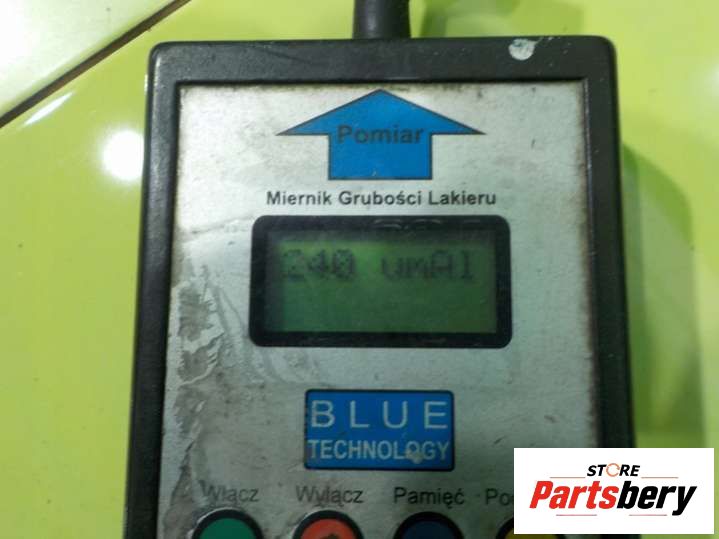 Pomiar
Miernik Grubości Lakieru
240 umAl
BLUE
TECHNOLOGY
Włącz Wyłącz Pamięć
STORE
Partsbery